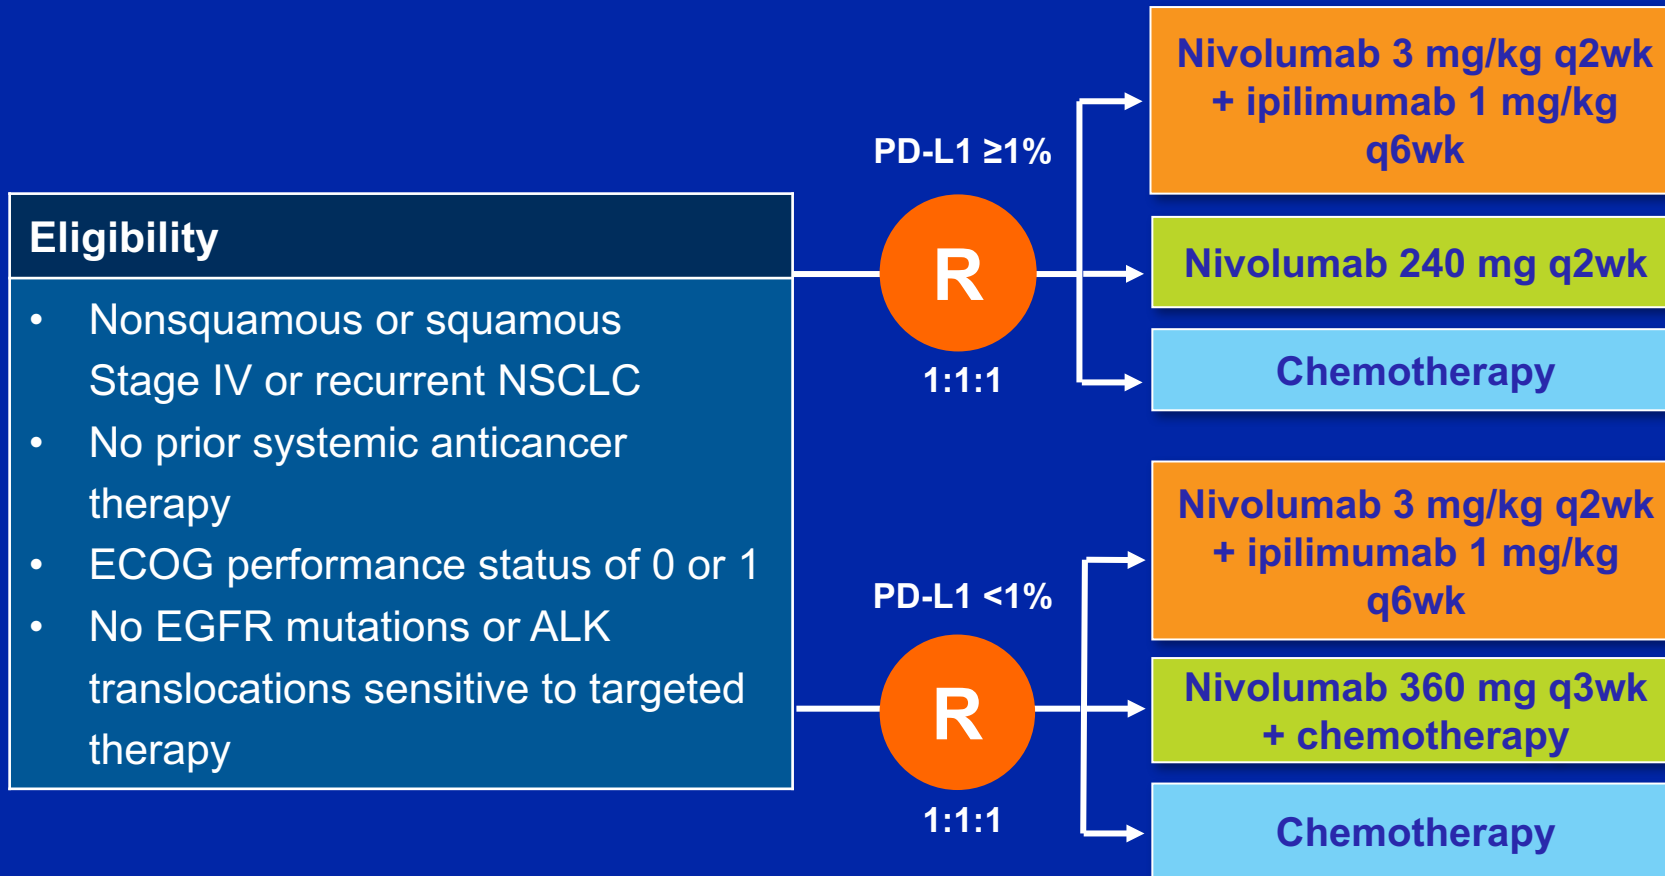 Eligibility
• Nonsquamous or squamous
Stage IV or recurrent NSCLC
• No prior systemic anticancer
therapy
• ECOG performance status of 0 or 1
• No EGFR mutations or ALK
translocations sensitive to targeted
therapy
PD-L1 ≥1%
R
1:1:1
Nivolumab 3 mg/kg q2wk
+ ipilimumab 1 mg/kg
q6wk
Nivolumab 240 mg q2wk
Chemotherapy
PD-L1 <1%
R
1:1:1
Nivolumab 3 mg/kg q2wk
+ ipilimumab 1 mg/kg
q6wk
Nivolumab 360 mg q3wk
+ chemotherapy
Chemotherapy